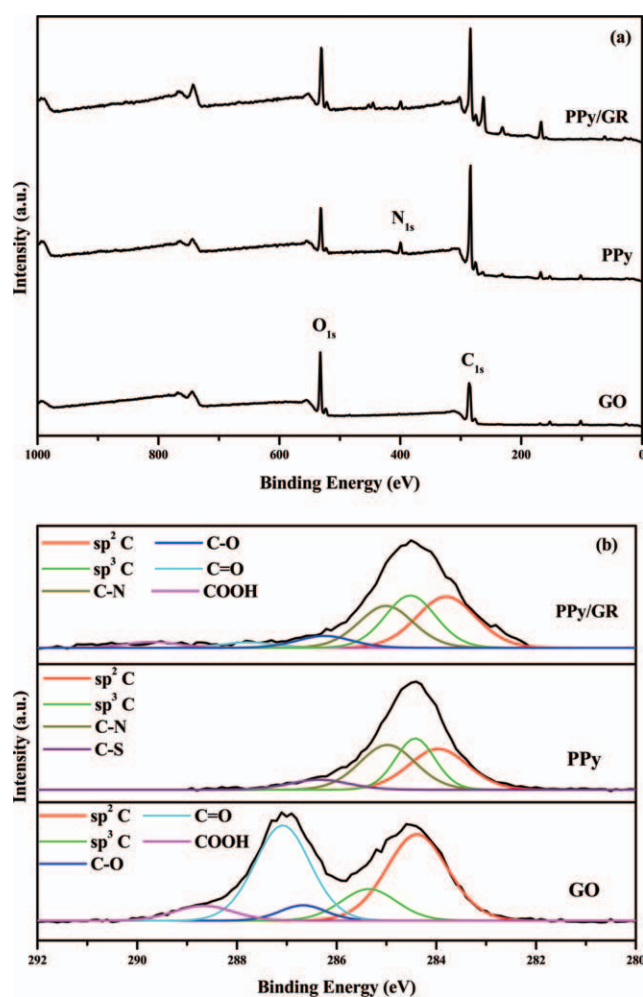 (a)
PPy/GR
N1s
PPy
O1s
C1s
GO
Intensity (a.u.)
1000 800 600 400 200 0
Binding Energy (eV)
(b)
sp2 C C-O
sp3 C C=O
C-N COOH
PPy/GR
sp2 C
sp3 C
C-N
C-S
PPy
sp2 C C=O
sp3 C COOH
C-O
GO
Intensity (a.u.)
292 290 288 286 284 282 280
Binding Energy (eV)